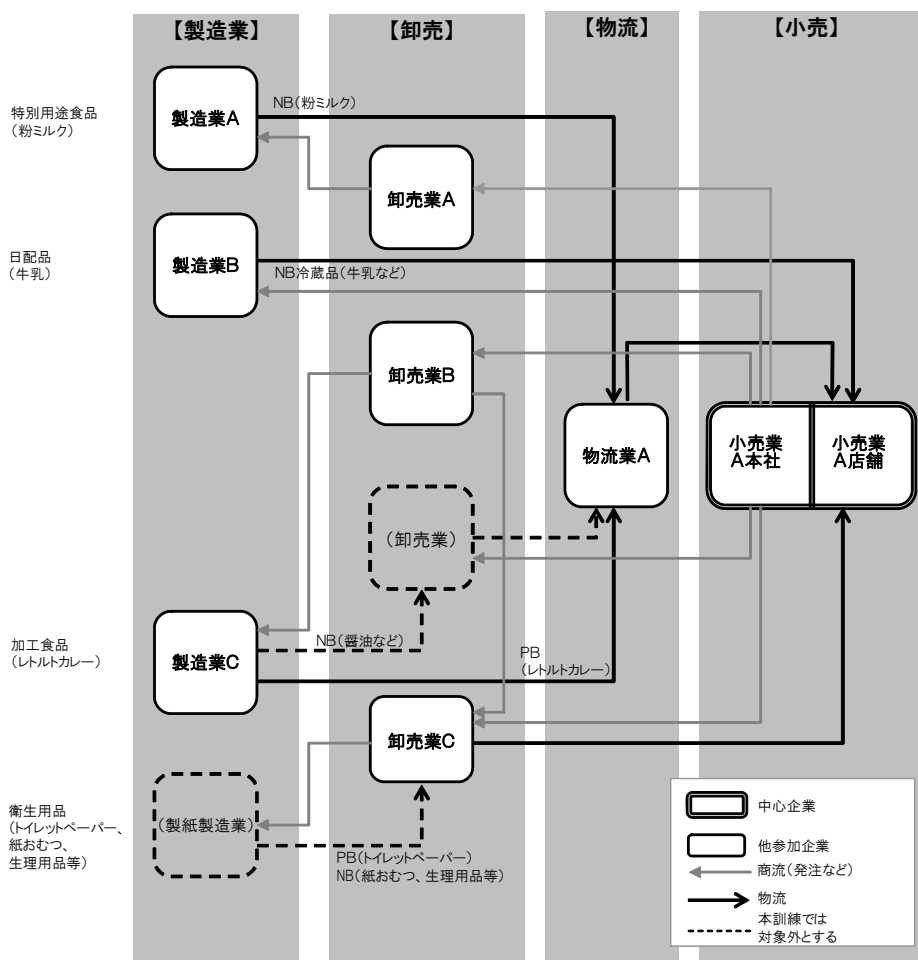 【製造業】
【卸売】
【物流】
【小売】
特別用途食品
（粉ミルク）
製造業A
NB（粉ミルク）
卸売業A
日配品
（牛乳）
製造業B
NB冷蔵品（牛乳など）
卸売業B
物流業A
小売業
A本社
小売業
A店舗
（卸売業）
加工食品
（レトルトカレー）
製造業C
NB（醤油など）
PB
（レトルトカレー）
卸売業C
衛生用品
（トイレットペーパー、
紙おむつ、
生理用品等）
（製紙製造業）
PB（トイレットペーパー）
NB（紙おむつ、生理用品等）
中心企業
他参加企業
商流（発注など）
物流
本訓練では
対象外とする